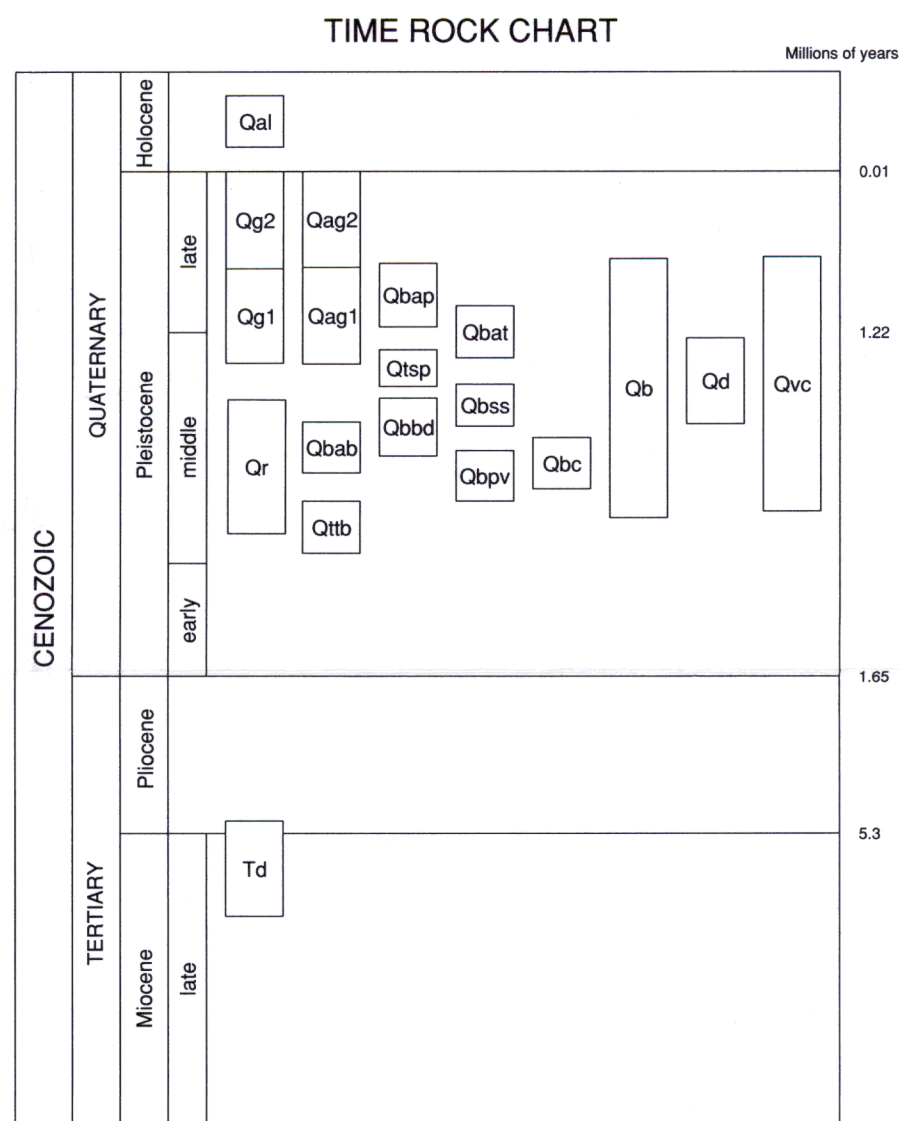 TIME ROCK CHART
Millions of years
CENOZOIC
QUATERNARY
TERTIARY
Holocene
Pleistocene
Pliocene
Miocene
late
middle
early
late
Qal
0.01
Qg2 Qag2
Qbap
Qg1 Qag1
Qbat
1.22
Qtsp
Qb Qd Qvc
Qbss
Qbbd
Qbab
Qr
Qbc
Qbpv
Qttb
1.65
5.3
Td